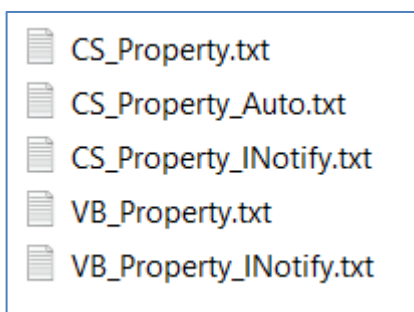 CS_Property.txt
CS_Property_Auto.txt
CS_Property_INotify.txt
VB_Property.txt
VB_Property_INotify.txt